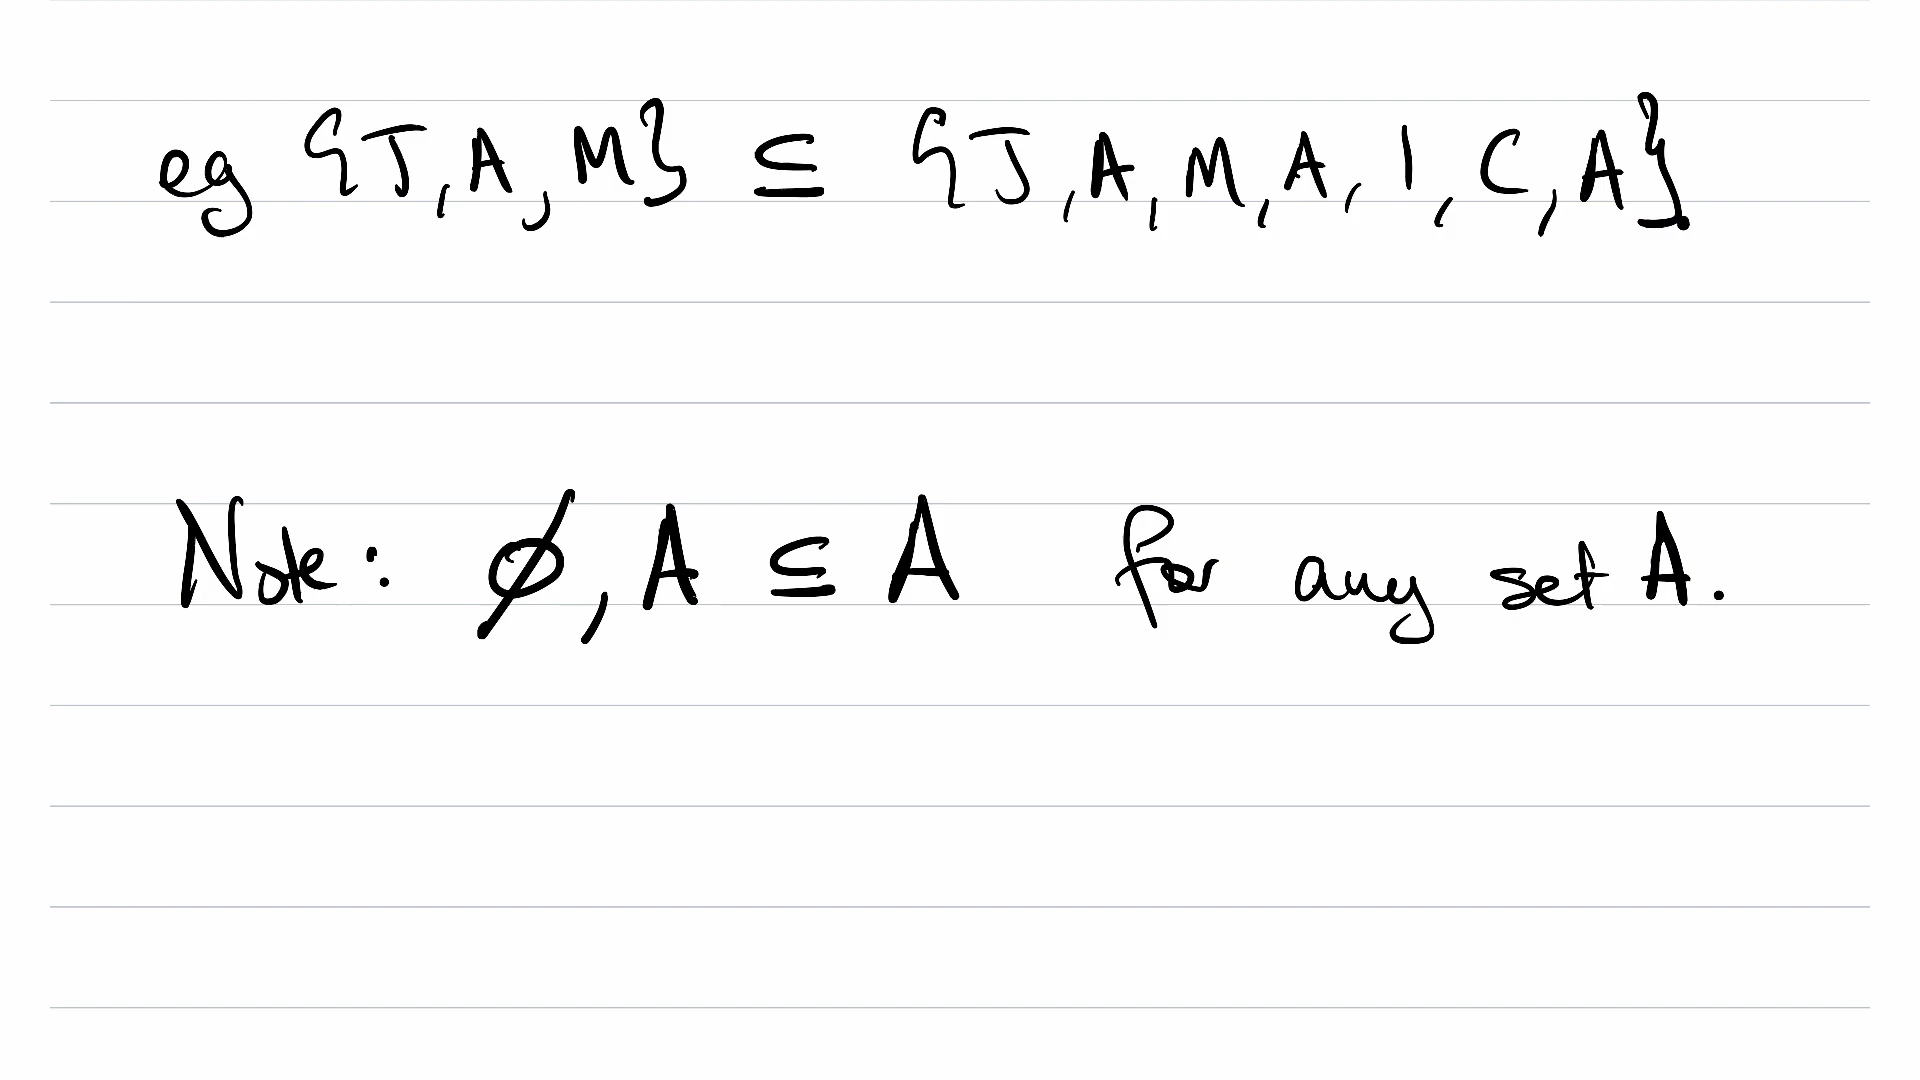 eg {J, A, M} ⊆ {J, A, M, A, I, C, A}.
Note: ∅, A ⊆ A for any set A.